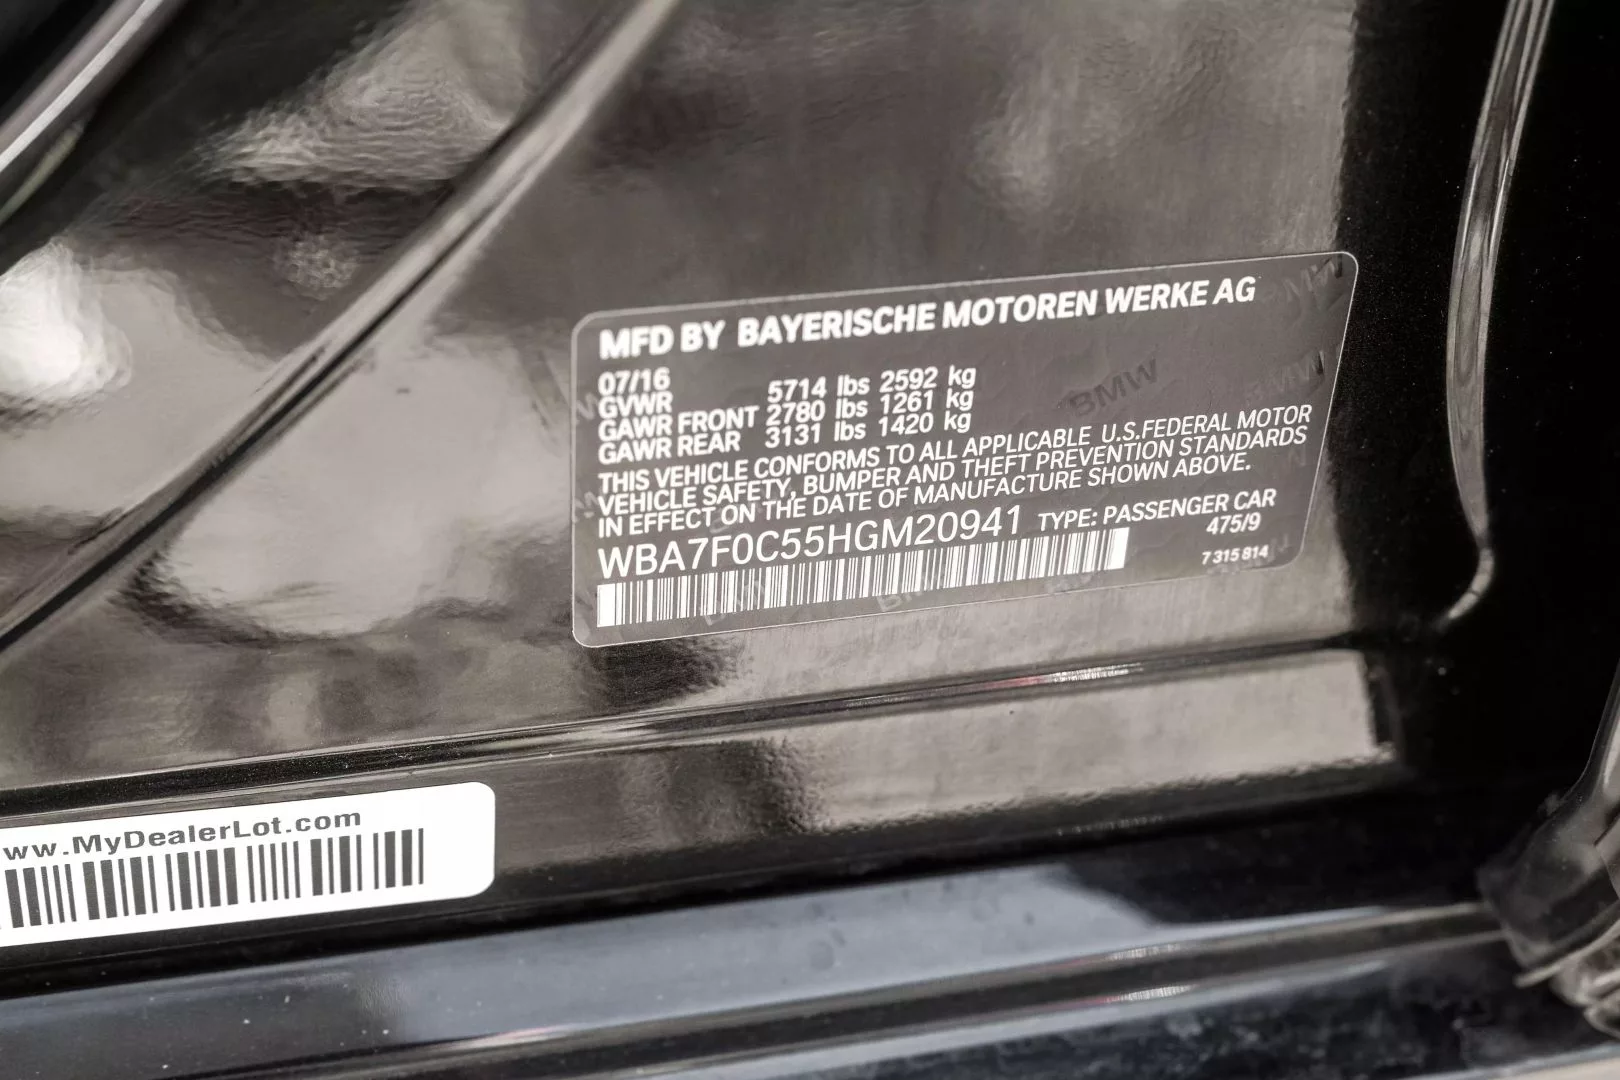 MFD BY BAYERISCHE MOTOREN WERKE AG
07/16
GVWR 5714 lbs 2592 kg
GAWR FRONT 2780 lbs 1261 kg
GAWR REAR 3131 lbs 1420 kg
THIS VEHICLE CONFORMS TO ALL APPLICABLE U.S.FEDERAL MOTOR
VEHICLE SAFETY, BUMPER AND THEFT PREVENTION STANDARDS
IN EFFECT ON THE DATE OF MANUFACTURE SHOWN ABOVE.
WBA7F0C55HGM20941 TYPE: PASSENGER CAR
475/9
7 315 814
BMW
ww.MyDealerLot.com